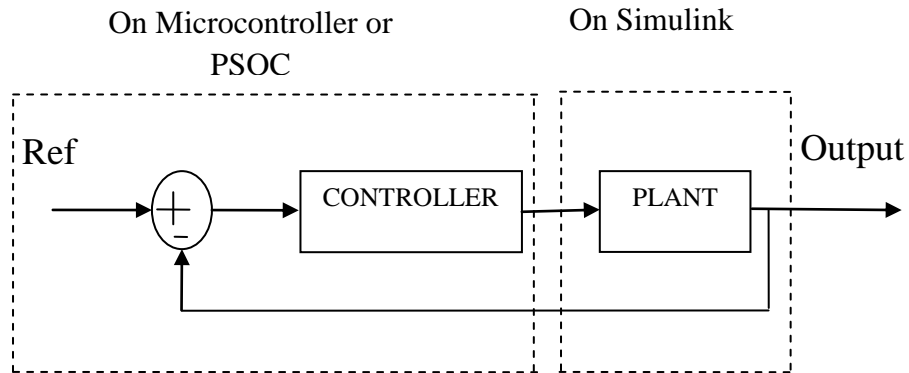 On Microcontroller or
PSOC
On Simulink
Ref
Output
CONTROLLER
PLANT
+
−